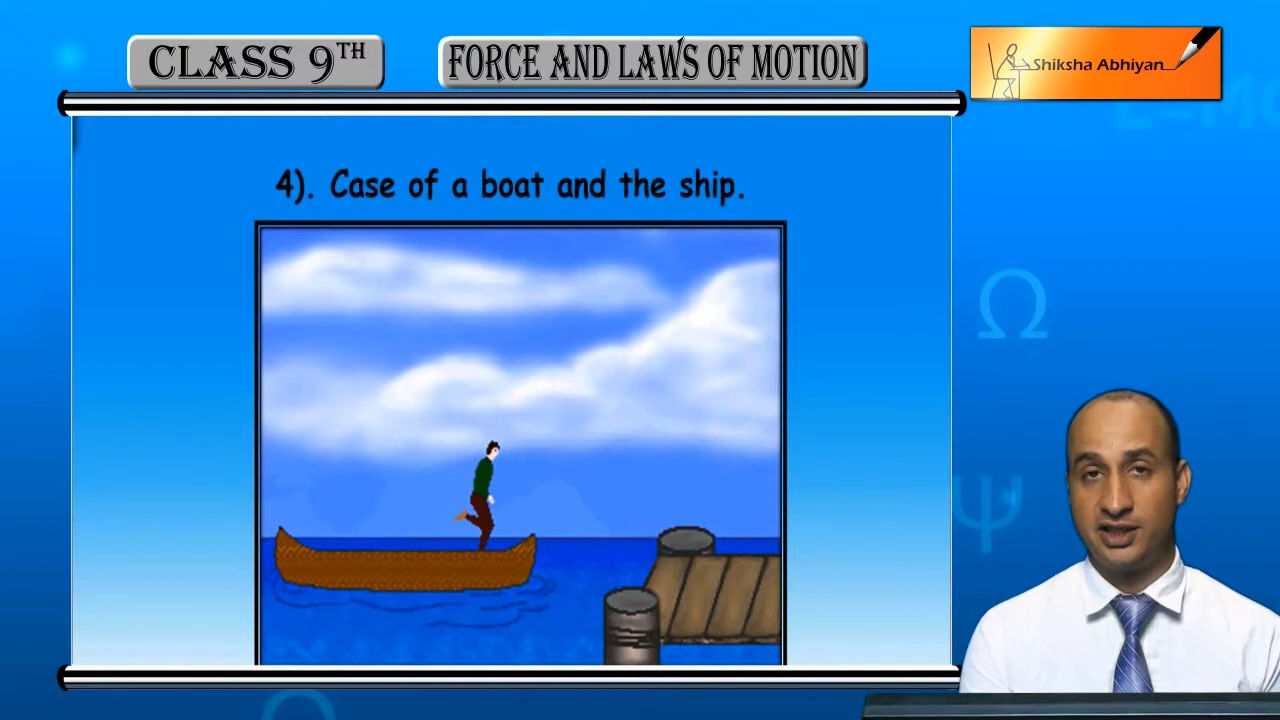 CLASS 9TH
FORCE AND LAWS OF MOTION
Shiksha Abhiyan
4). Case of a boat and the ship.
Ω
Ψ